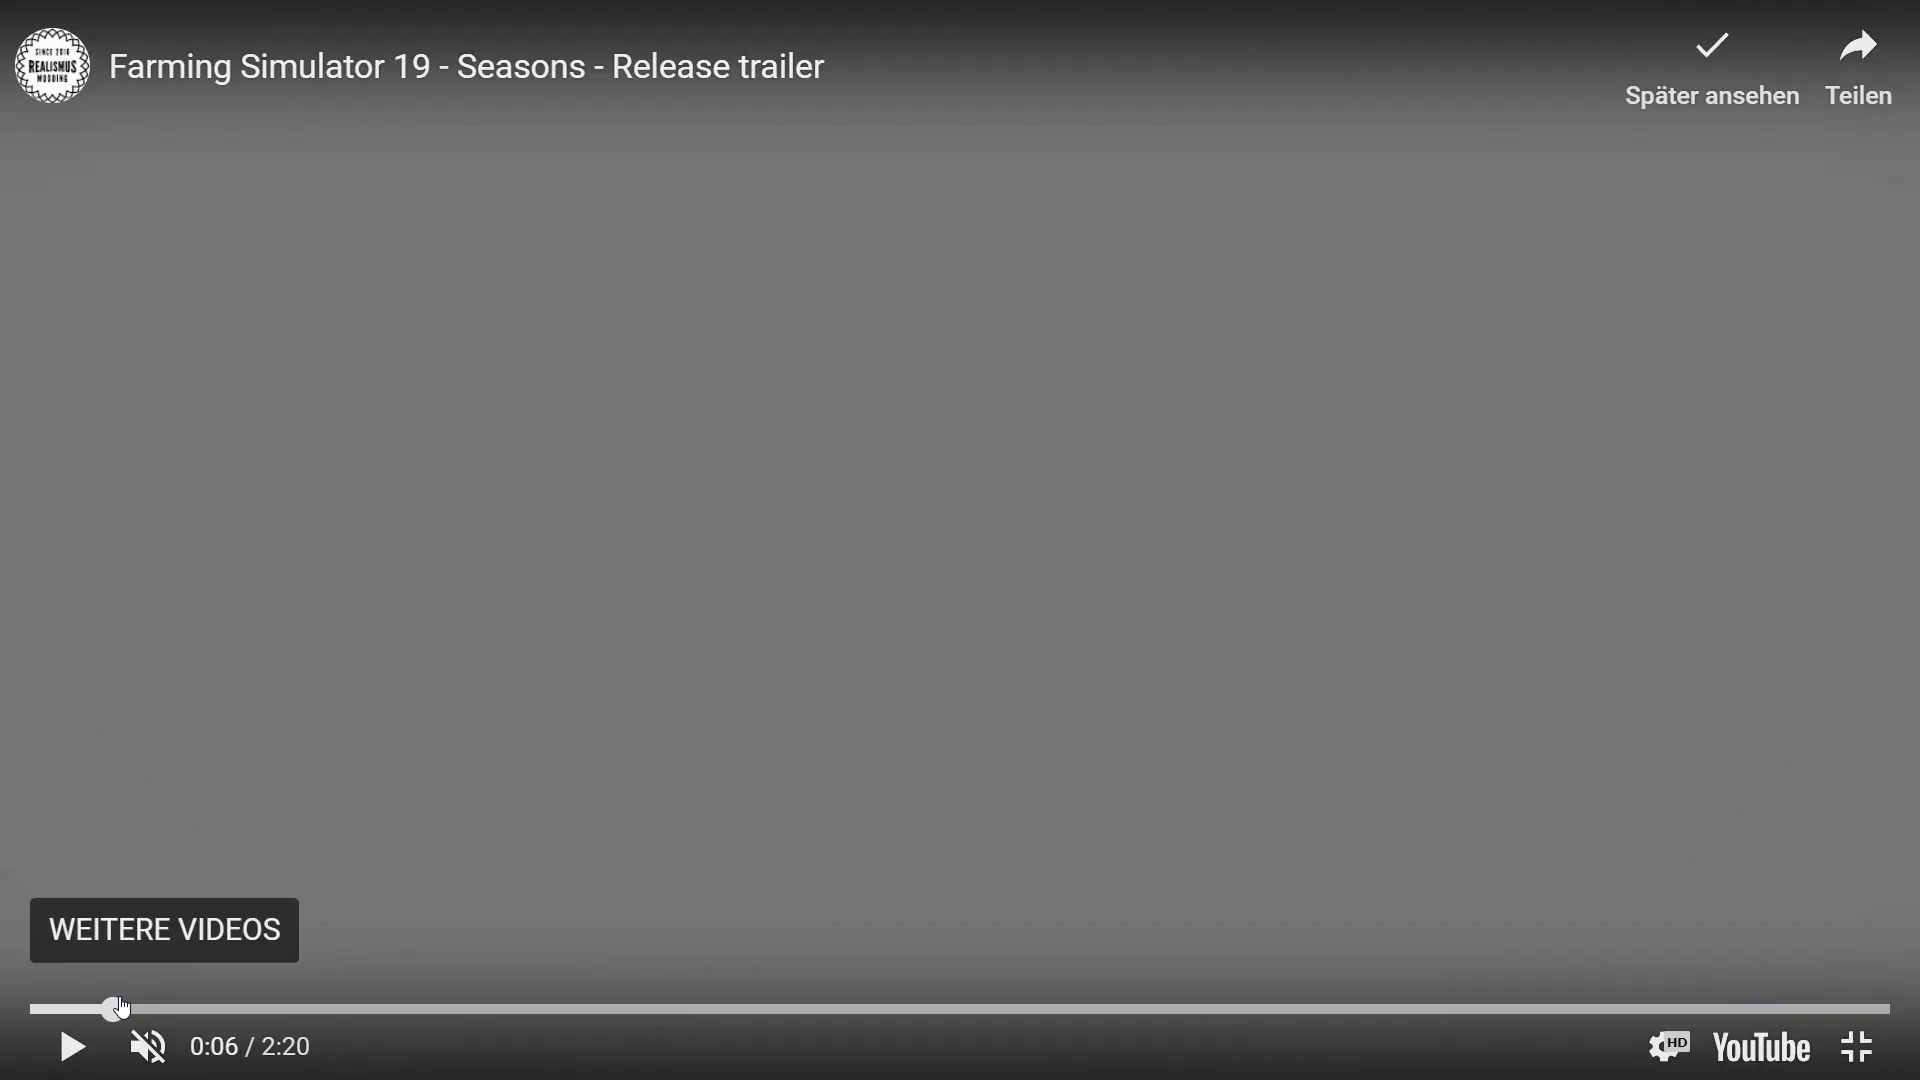 SINCE 2016
REALISMUS
MODDING
Farming Simulator 19 - Seasons - Release trailer
Später ansehen
Teilen
WEITERE VIDEOS
0:06 / 2:20
HD
YouTube